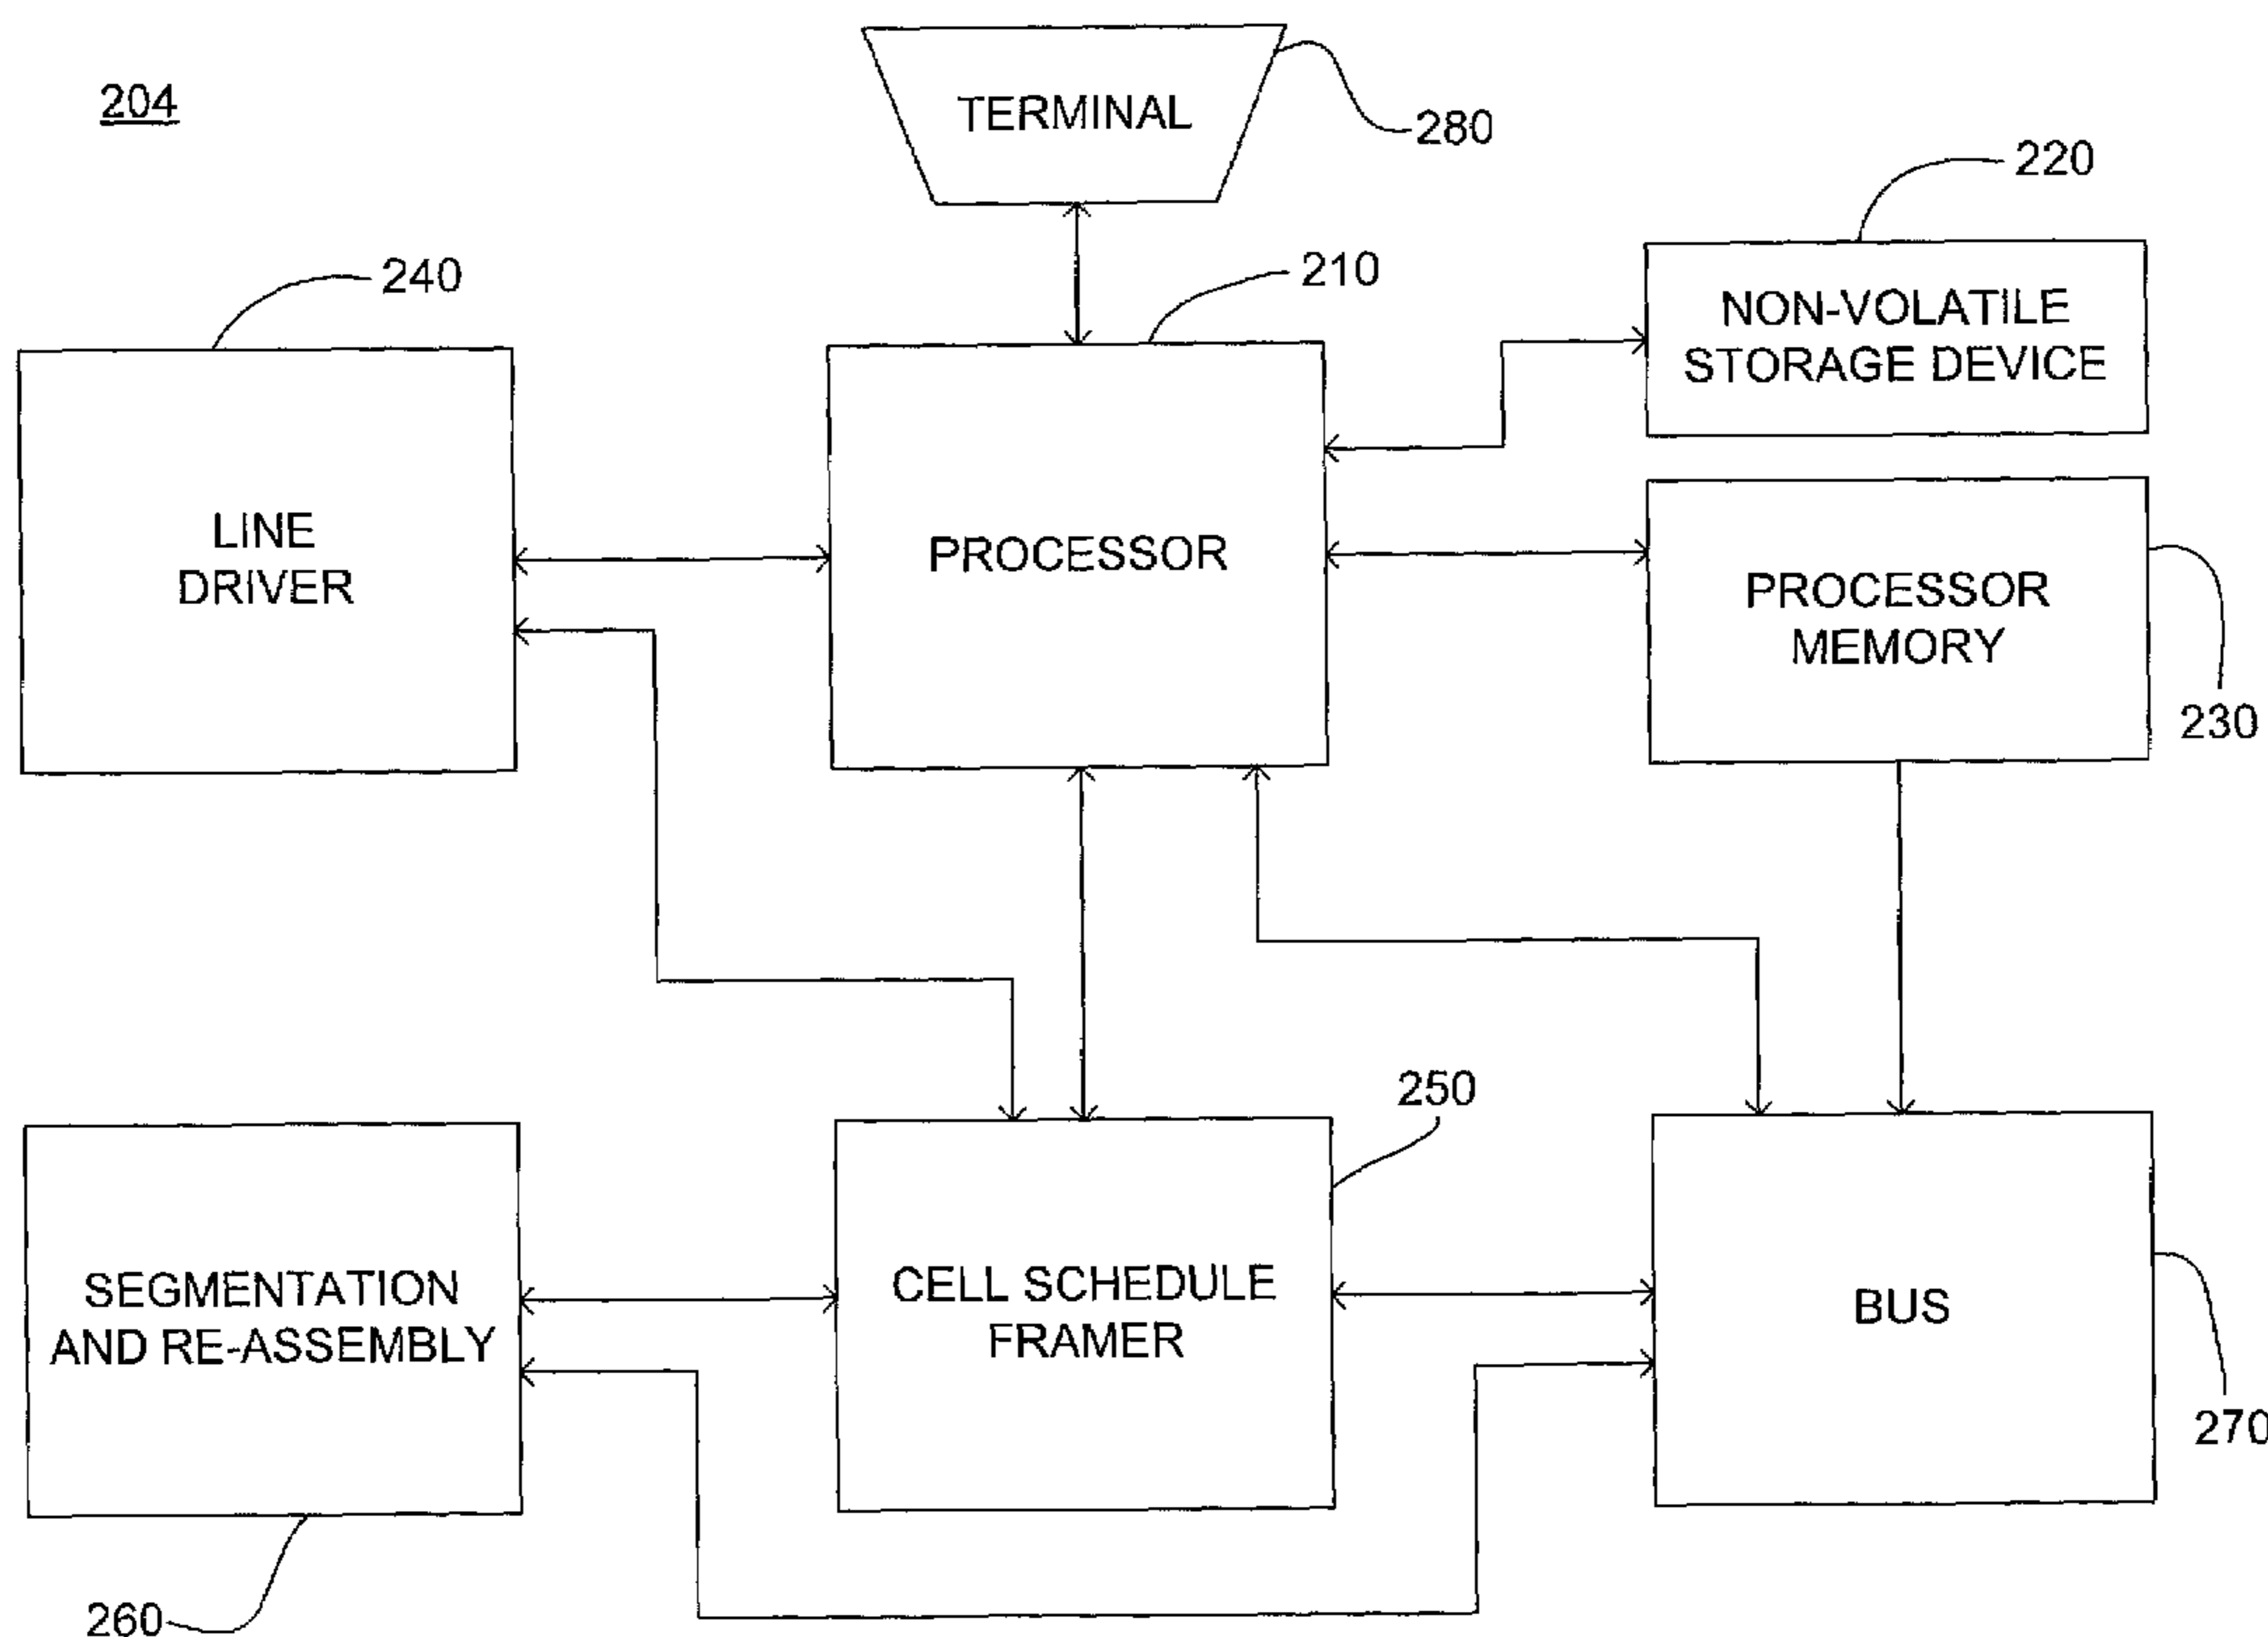 204
TERMINAL
280
220
240
210
NON-VOLATILE
STORAGE DEVICE
LINE
DRIVER
PROCESSOR
PROCESSOR
MEMORY
230
250
SEGMENTATION
AND RE-ASSEMBLY
CELL SCHEDULE
FRAMER
BUS
270
260